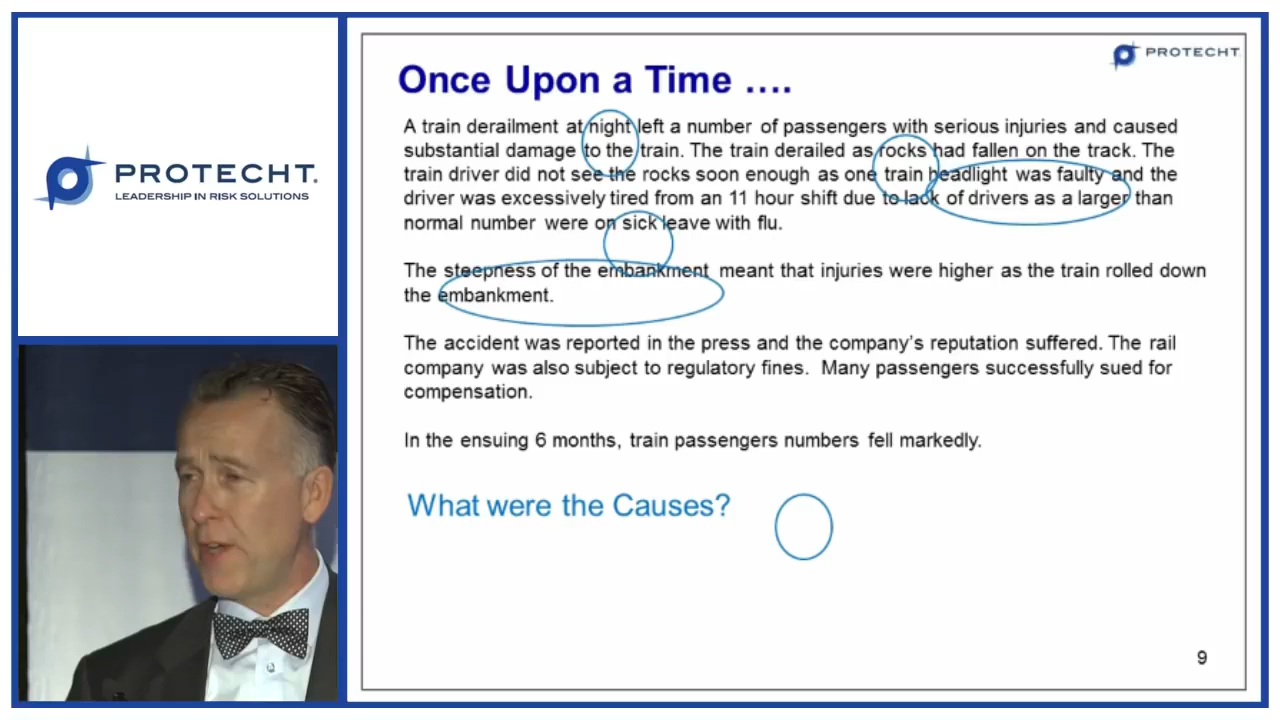 PROTECHT.
LEADERSHIP IN RISK SOLUTIONS
PROTECHT
Once Upon a Time ….
A train derailment at night left a number of passengers with serious injuries and caused
substantial damage to the train. The train derailed as rocks had fallen on the track. The
train driver did not see the rocks soon enough as one train headlight was faulty and the
driver was excessively tired from an 11 hour shift due to lack of drivers as a larger than
normal number were on sick leave with flu.
The steepness of the embankment meant that injuries were higher as the train rolled down
the embankment.
The accident was reported in the press and the company's reputation suffered. The rail
company was also subject to regulatory fines. Many passengers successfully sued for
compensation.
In the ensuing 6 months, train passengers numbers fell markedly.
What were the Causes?
9